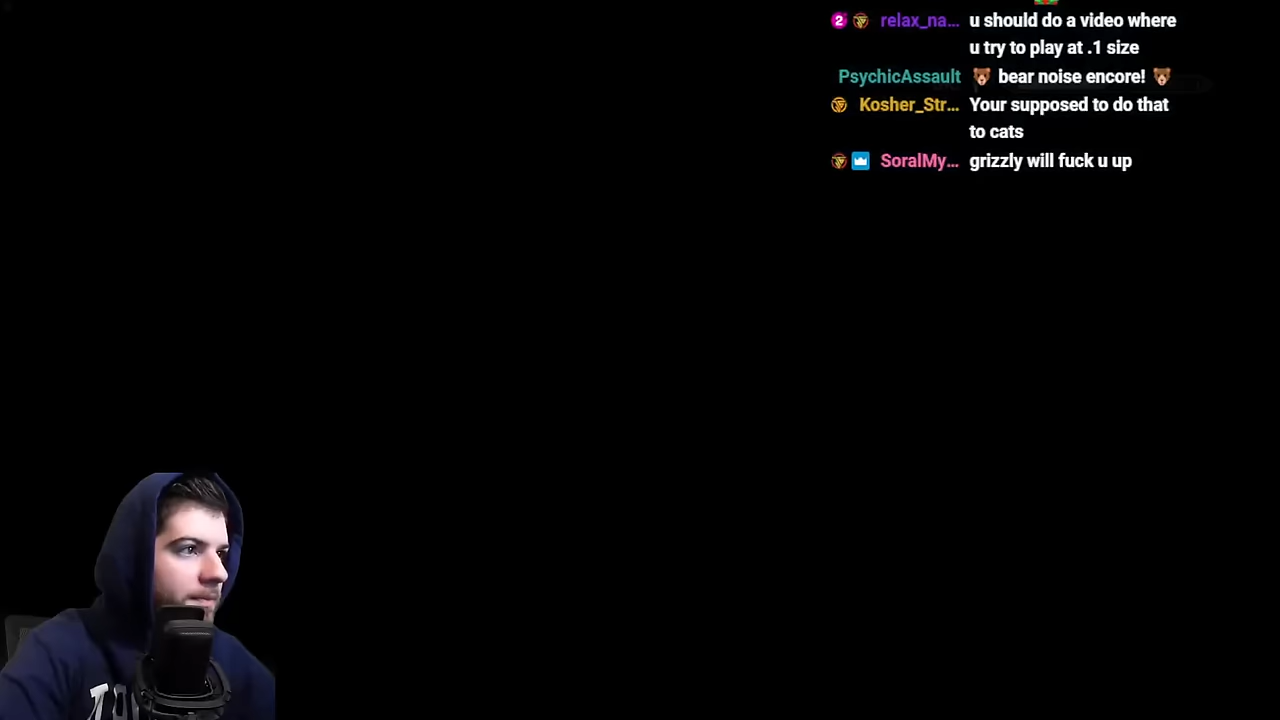 2 relax_na... u should do a video where
u try to play at .1 size
PsychicAssault 🐻 bear noise encore! 🐻
Kosher_Str... Your supposed to do that
to cats
SoralMy... grizzly will fuck u up